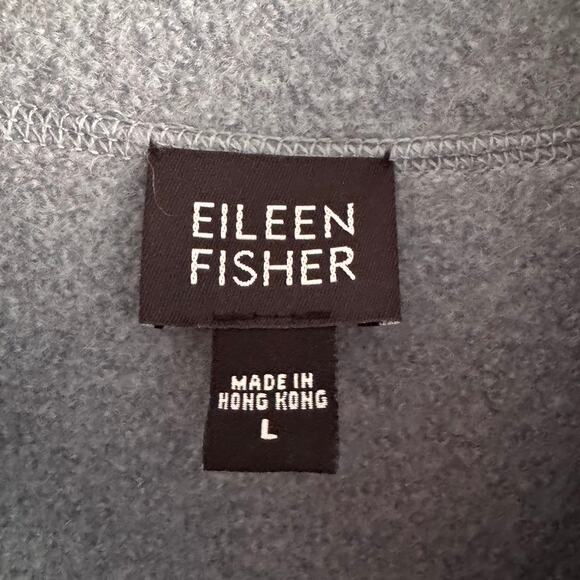 EILEEN
FISHER
MADE IN
HONG KONG
L